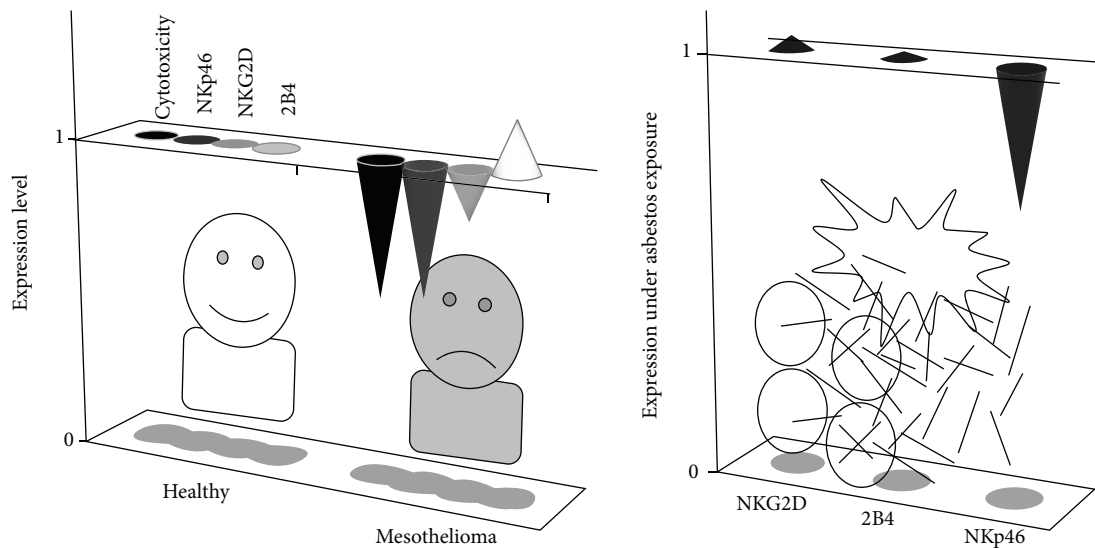 Cytotoxicity
NKp46
NKG2D
2B4
1
Expression level
0
Healthy
Mesothelioma
1
Expression under asbestos exposure
0
NKG2D
2B4
NKp46